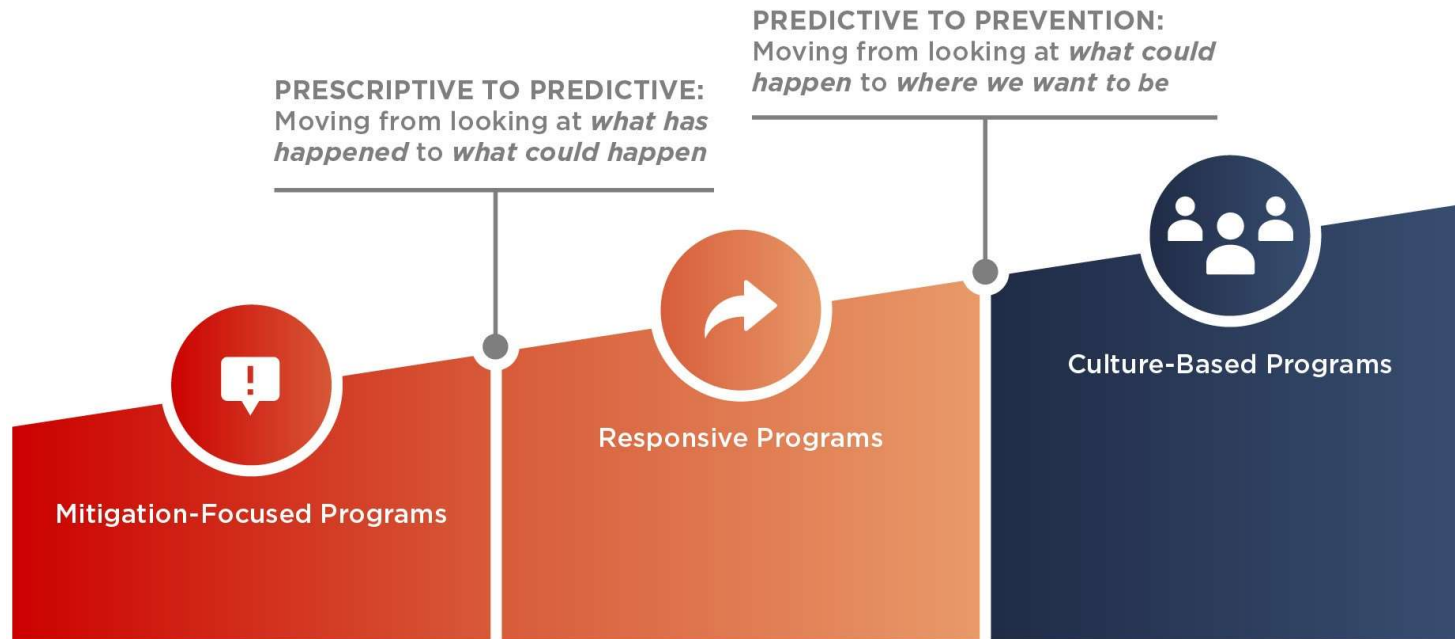 PREDICTIVE TO PREVENTION:
Moving from looking at what could
happen to where we want to be
PRESCRIPTIVE TO PREDICTIVE:
Moving from looking at what has
happened to what could happen
!
Culture-Based Programs
Responsive Programs
Mitigation-Focused Programs